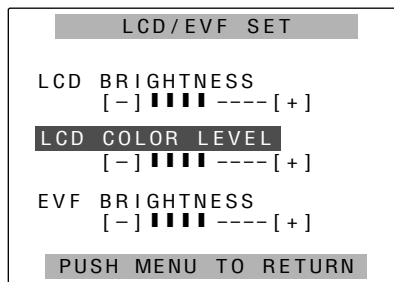 LCD/EVF SET
LCD BRIGHTNESS
[–]▮▮▮▮----[+]
LCD COLOR LEVEL
[–]▮▮▮▮----[+]
EVF BRIGHTNESS
[–]▮▮▮▮----[+]
PUSH MENU TO RETURN